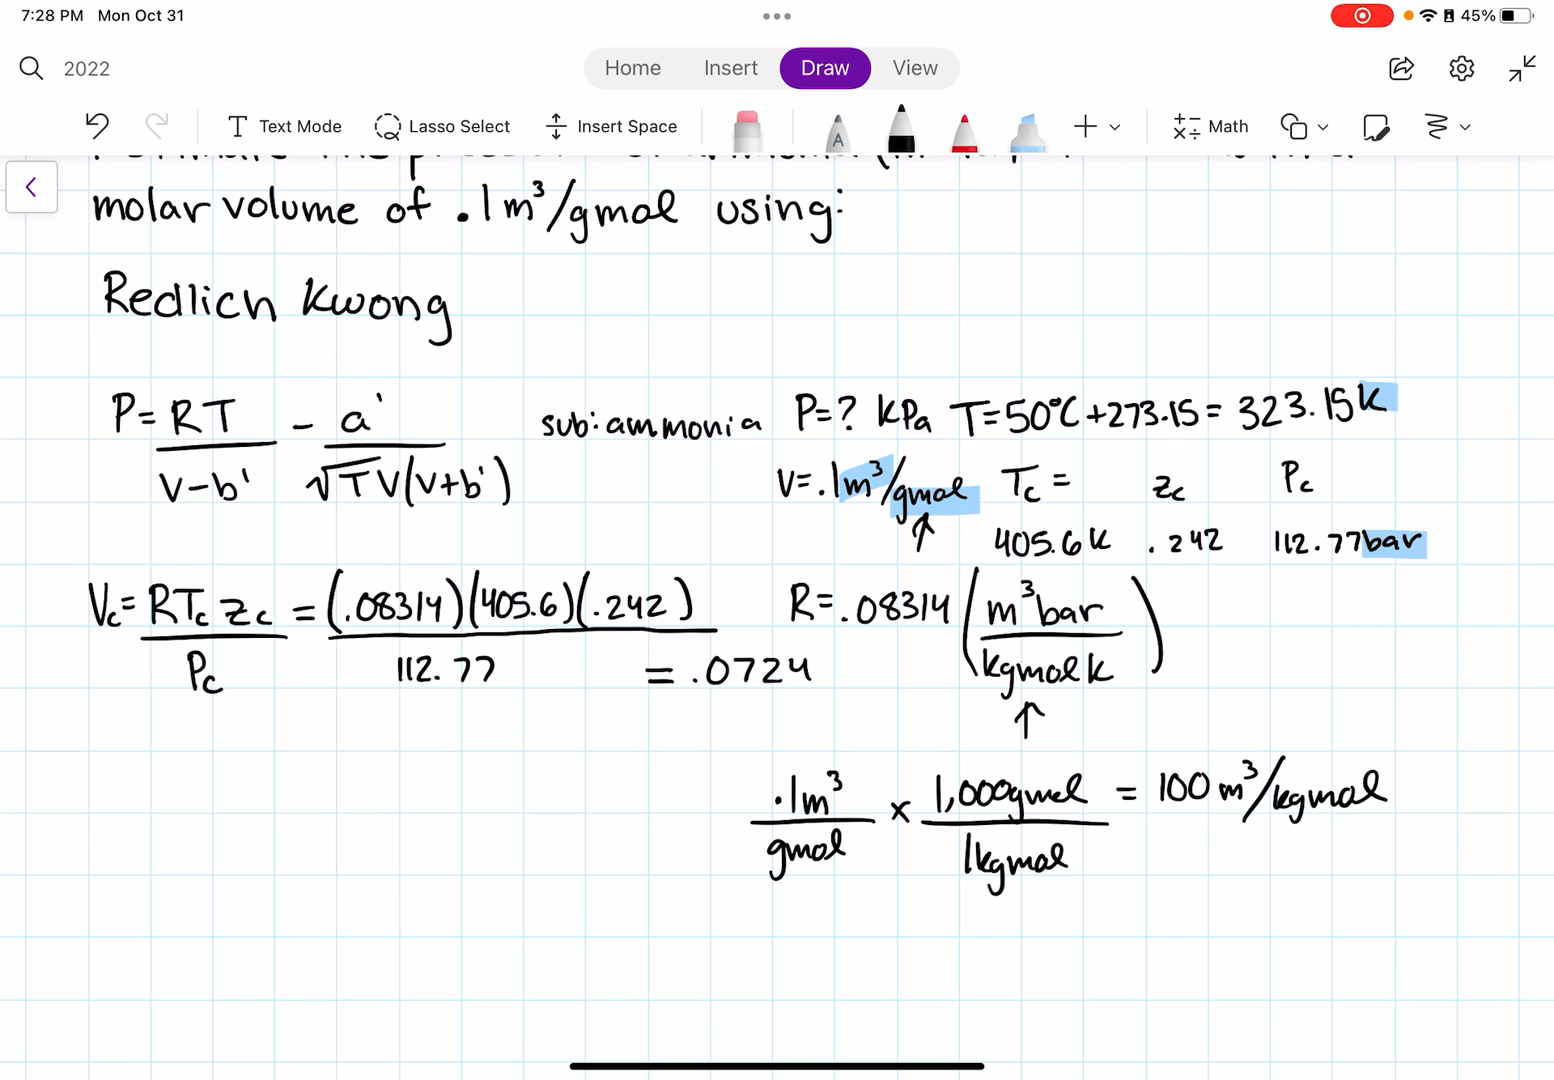 7:28 PM Mon Oct 31
45%
2022
Home Insert Draw View
Text Mode Lasso Select Insert Space A Math
molar volume of .1m³/gmol using:
Redlich Kwong
P = RT / (V-b') - a' / (√T V(V+b'))
sub: ammonia P=? kPa T=50°C+273.15=323.15K
V=.1m³/gmol Tc = Zc Pc
↑ 405.6K .242 112.77bar
Vc = RTc Zc / Pc = (.08314)(405.6)(.242) / 112.77 = .0724
R=.08314 (m³bar / kgmolK)
↑
.1m³ / gmol x 1,000gmol / 1kgmol = 100 m³/kgmol